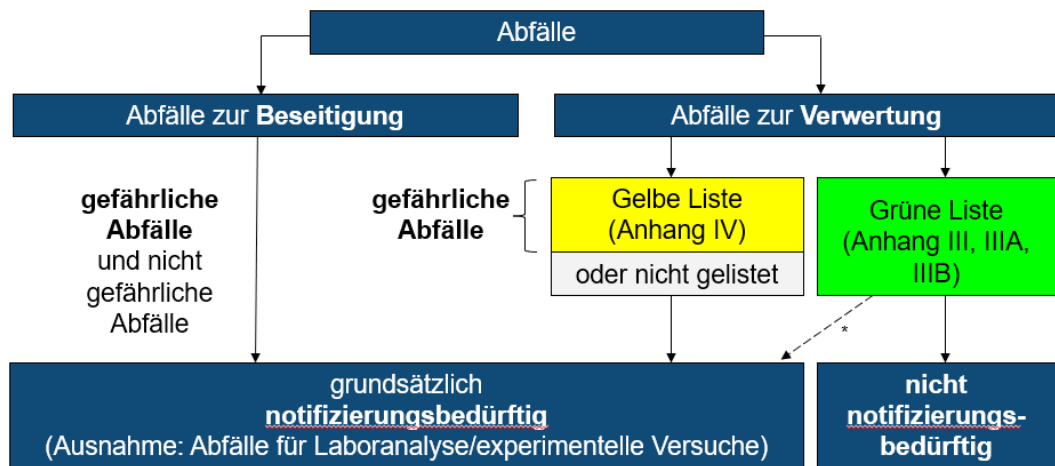 Abfälle
Abfälle zur Beseitigung
Abfälle zur Verwertung
gefährliche
Abfälle
und nicht
gefährliche
Abfälle
gefährliche
Abfälle
Gelbe Liste
(Anhang IV)
oder nicht gelistet
Grüne Liste
(Anhang III, IIIA,
IIIB)
*
grundsätzlich
notifizierungsbedürftig
(Ausnahme: Abfälle für Laboranalyse/experimentelle Versuche)
nicht
notifizierungs-
bedürftig